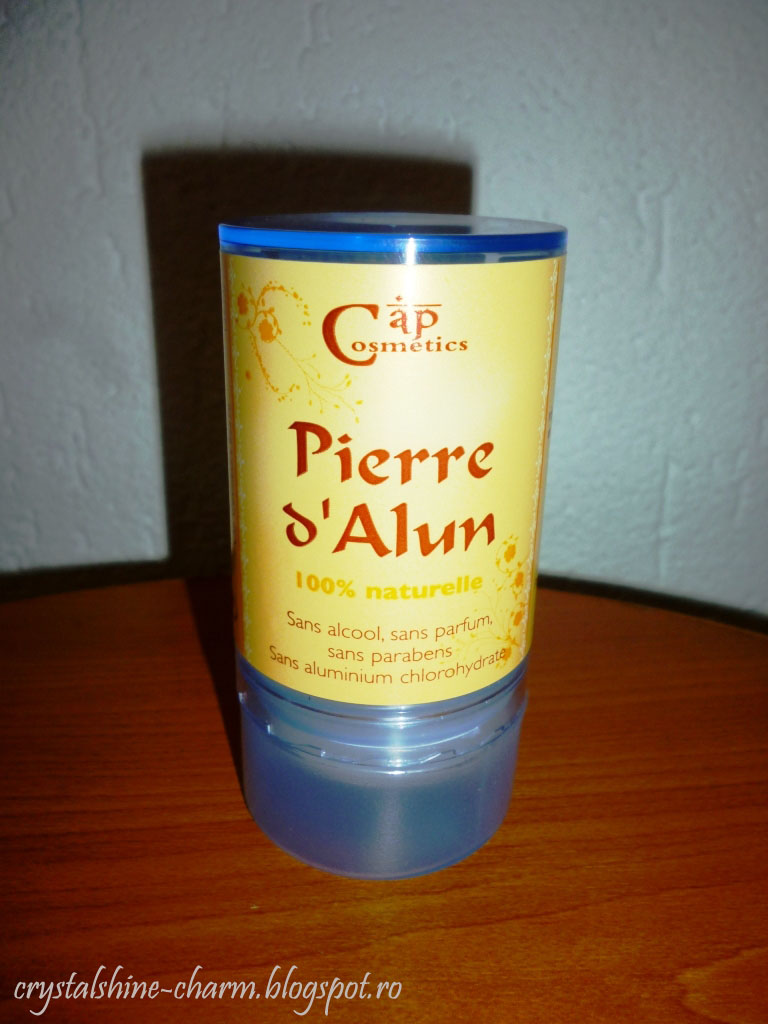 Cap
Cosmetics
Pierre
d'Alun
100% naturelle
Sans alcool, sans parfum,
sans parabens
Sans aluminium chlorohydrate
crystalshine-charm.blogspot.ro